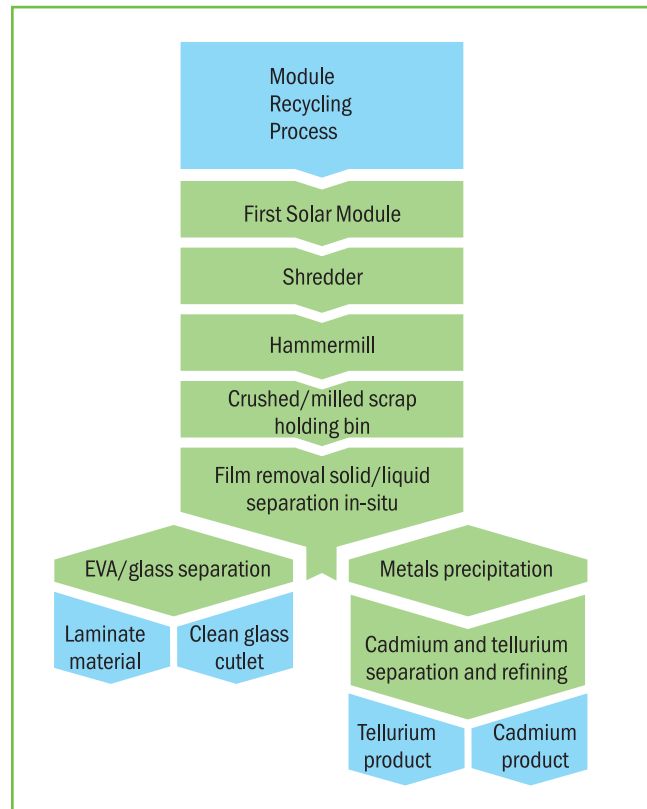 Module
Recycling
Process
First Solar Module
Shredder
Hammermill
Crushed/milled scrap
holding bin
Film removal solid/liquid
separation in-situ
EVA/glass separation
Metals precipitation
Laminate
material
Clean glass
cutlet
Cadmium and tellurium
separation and refining
Tellurium
product
Cadmium
product